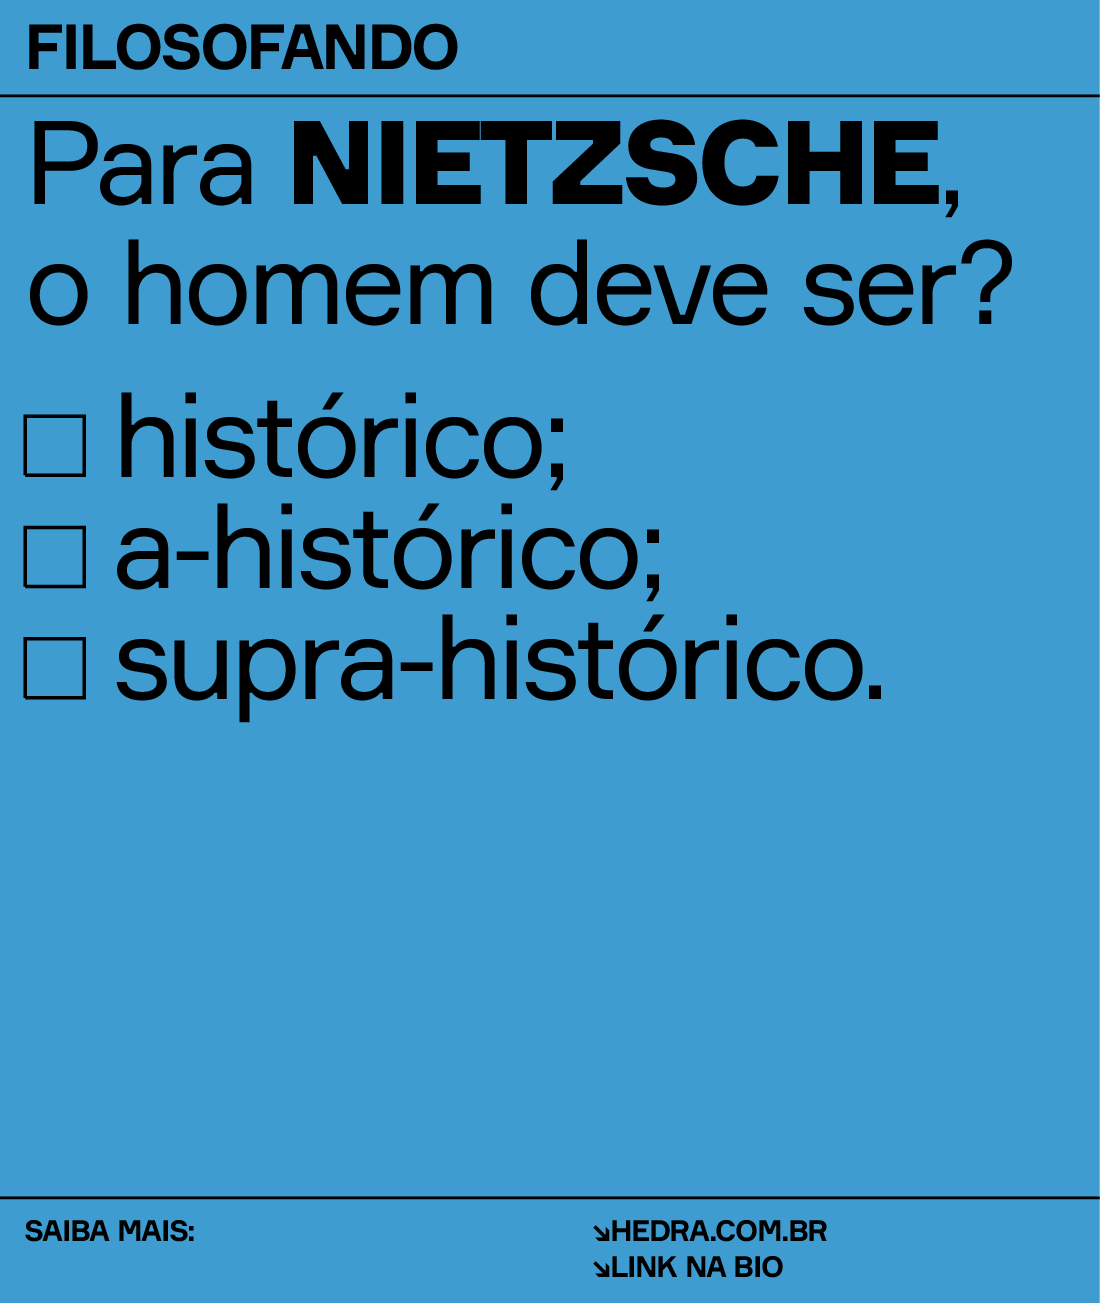 FILOSOFANDO
Para NIETZSCHE,
o homem deve ser?
☐ histórico;
☐ a-histórico;
☐ supra-histórico.
SAIBA MAIS:
↘HEDRA.COM.BR
↘LINK NA BIO